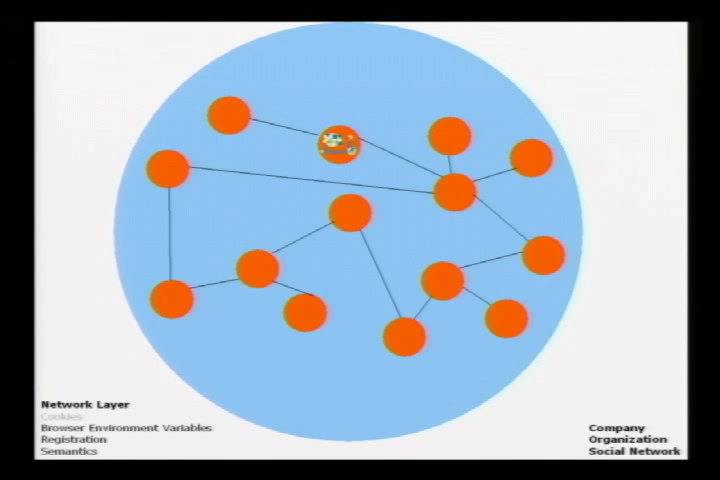 Network Layer
Cookies
Browser Environment Variables
Registration
Semantics
Company
Organization
Social Network